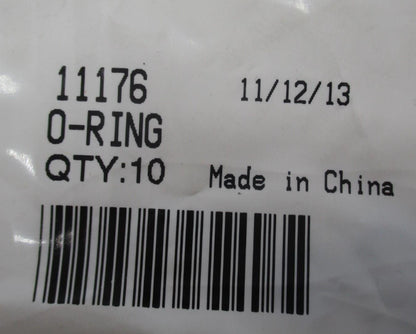 11176 11/12/13
O-RING
QTY:10 Made in China